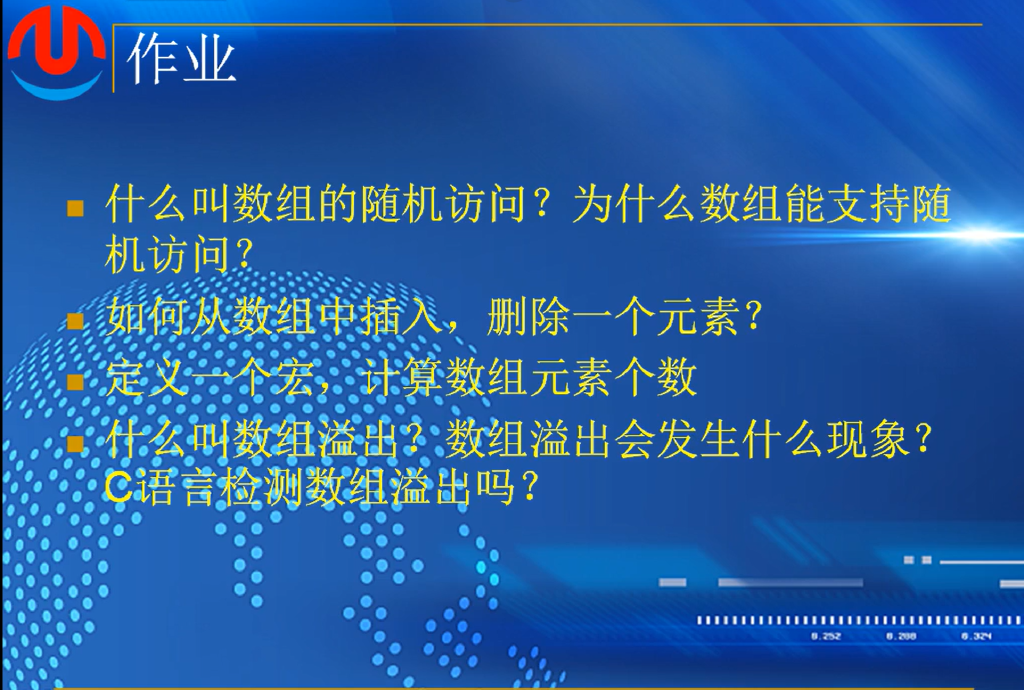 作业
什么叫数组的随机访问？为什么数组能支持随
机访问？
如何从数组中插入，删除一个元素？
定义一个宏，计算数组元素个数
什么叫数组溢出？数组溢出会发生什么现象？
C语言检测数组溢出吗？
0.252 0.288 0.324